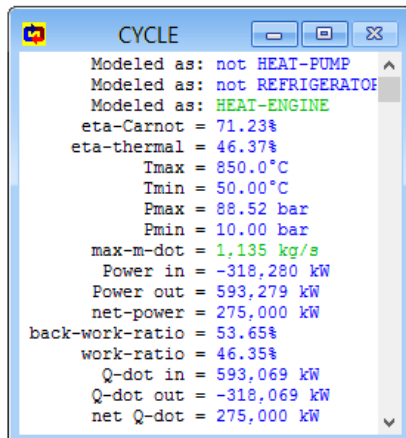 CYCLE
Modeled as: not HEAT-PUMP
Modeled as: not REFRIGERATOR
Modeled as: HEAT-ENGINE
eta-Carnot = 71.23%
eta-thermal = 46.37%
Tmax = 850.0°C
Tmin = 50.00°C
Pmax = 88.52 bar
Pmin = 10.00 bar
max-m-dot = 1,135 kg/s
Power in = -318,280 kW
Power out = 593,279 kW
net-power = 275,000 kW
back-work-ratio = 53.65%
work-ratio = 46.35%
Q-dot in = 593,069 kW
Q-dot out = -318,069 kW
net Q-dot = 275,000 kW